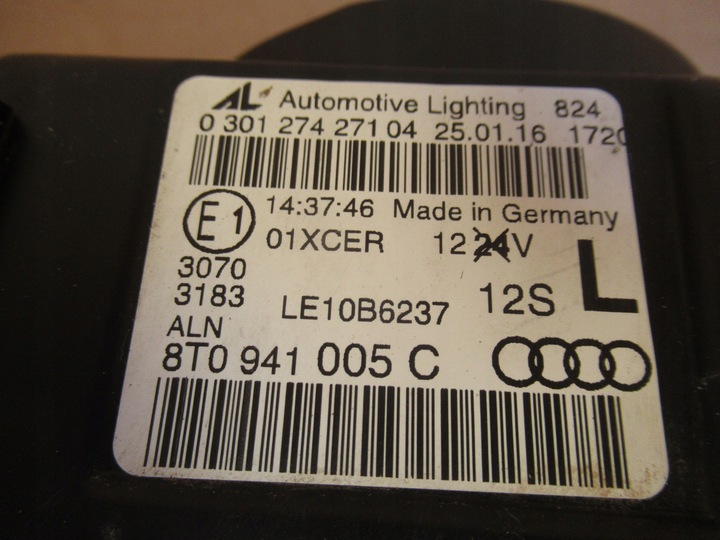 AL Automotive Lighting 824
0 301 274 271 04 25.01.16
E1 14:37:46 Made in Germany
01XCER 12 24V L
3070
3183 LE10B6237 12S
ALN
8T0 941 005 C